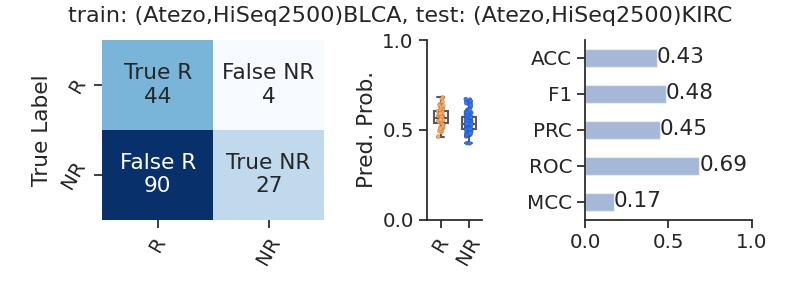 train: (Atezo,HiSeq2500)BLCA, test: (Atezo,HiSeq2500)KIRC
True Label
R
NR
True R
44
False NR
4
False R
90
True NR
27
R
NR
Pred. Prob.
1.0
0.5
0.0
R
NR
ACC
0.43
F1
0.48
PRC
0.45
ROC
0.69
MCC
0.17
0.0
0.5
1.0